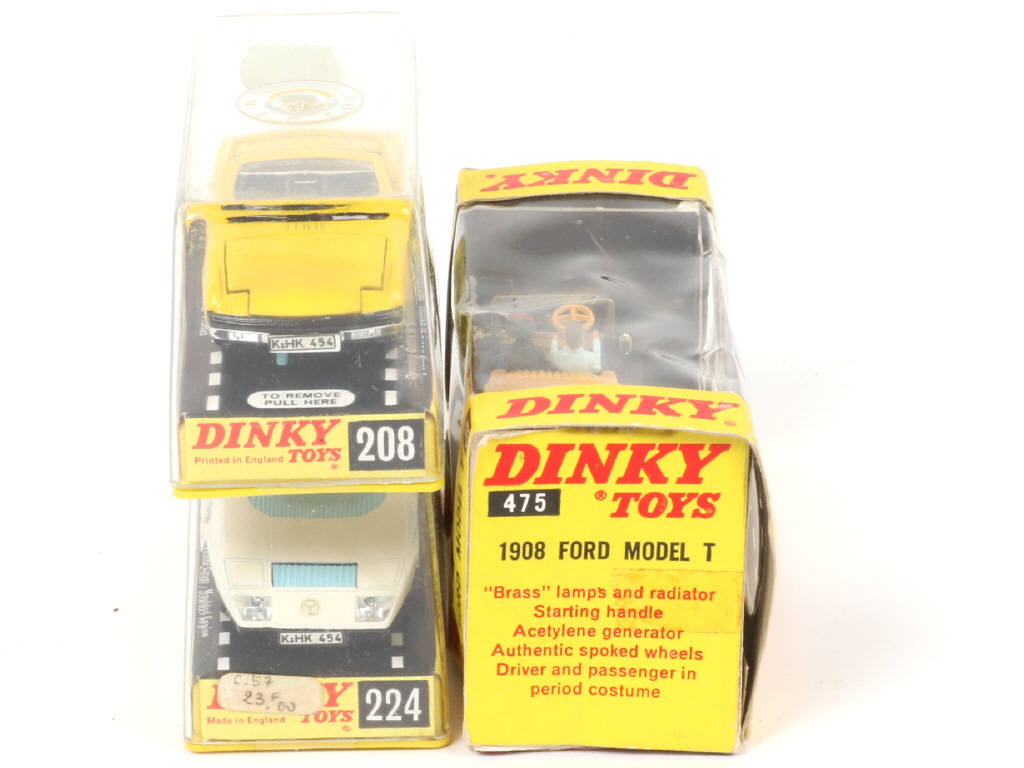 K:HK 454
TO REMOVE
PULL HERE
DINKY
TOYS
®
208
Printed in England
K:HK 454
C.57
23,F00
Y
TOYS
®
224
Made in England
DINKY.
DINKY
®
DINKY
475
® TOYS
1908 FORD MODEL T
"Brass" lamps and radiator
Starting handle
Acetylene generator
Authentic spoked wheels
Driver and passenger in
period costume